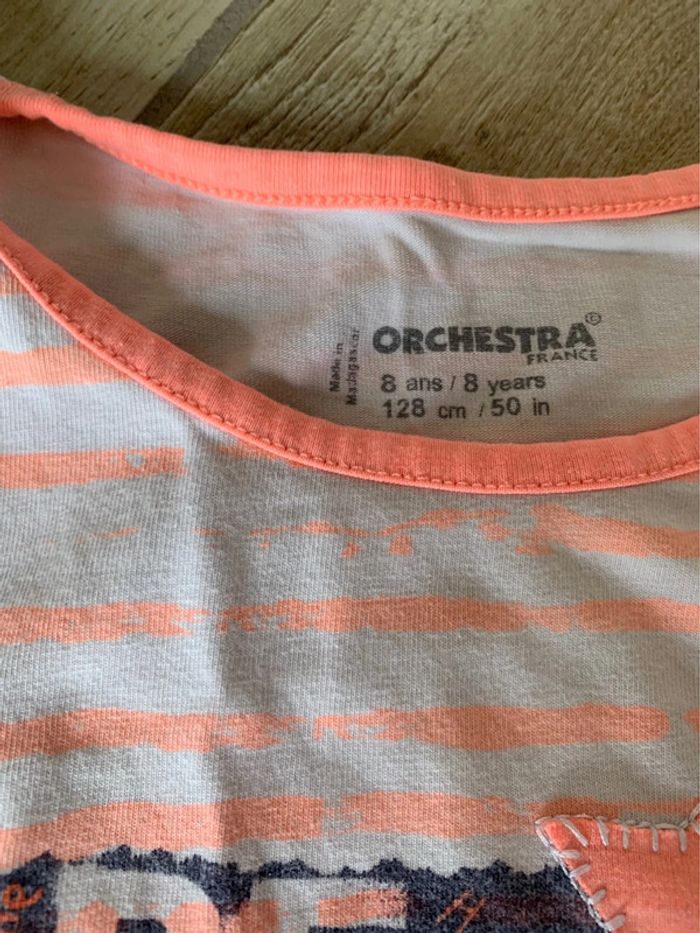 Made in
Madagascar
ORCHESTRA©
FRANCE
8 ans / 8 years
128 cm / 50 in